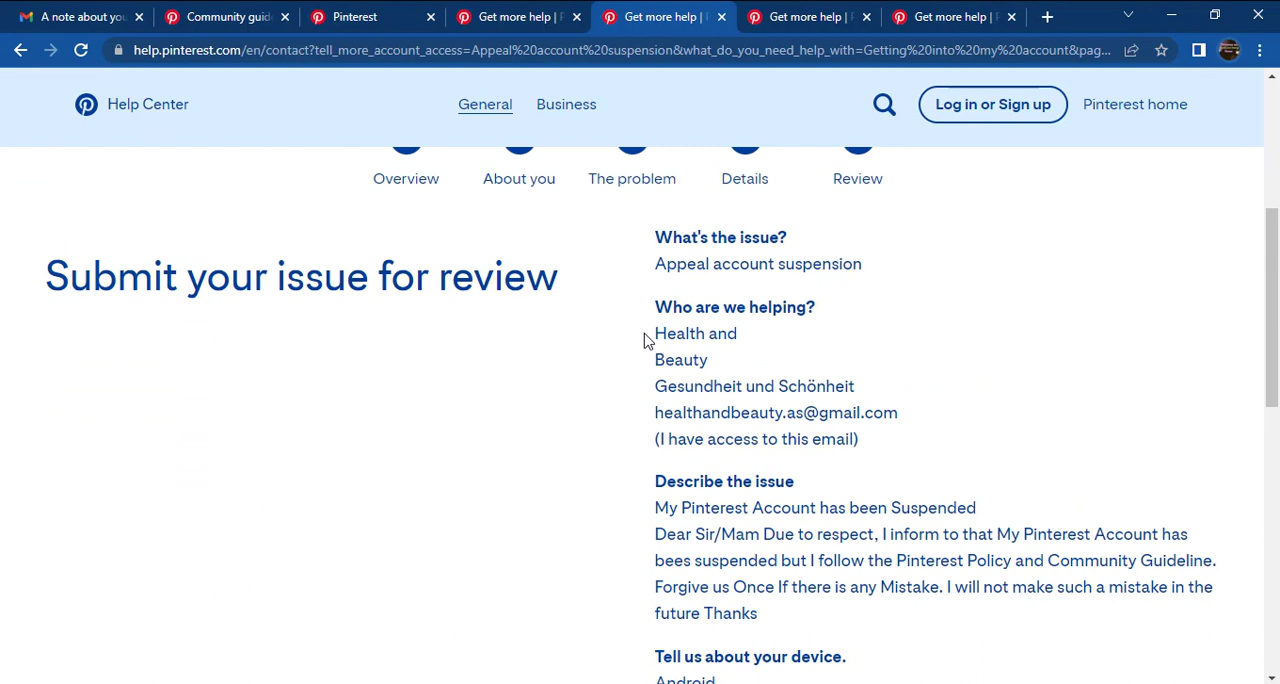 A note about you
Community guid
Pinterest
Get more help | P
Get more help | P
Get more help | P
Get more help | P
help.pinterest.com/en/contact?tell_more_account_access=Appeal%20account%20suspension&what_do_you_need_help_with=Getting%20into%20my%20account&pag...
Help Center
General
Business
Log in or Sign up
Pinterest home
Overview
About you
The problem
Details
Review
Submit your issue for review
What's the issue?
Appeal account suspension
Who are we helping?
Health and
Beauty
Gesundheit und Schönheit
healthandbeauty.as@gmail.com
(I have access to this email)
Describe the issue
My Pinterest Account has been Suspended
Dear Sir/Mam Due to respect, I inform to that My Pinterest Account has
bees suspended but I follow the Pinterest Policy and Community Guideline.
Forgive us Once If there is any Mistake. I will not make such a mistake in the
future Thanks
Tell us about your device.
Android